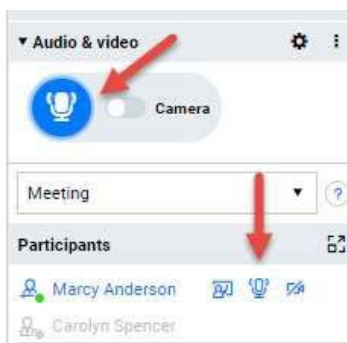 Audio & video
Camera
Meeting
?
Participants
Marcy Anderson
Carolyn Spencer